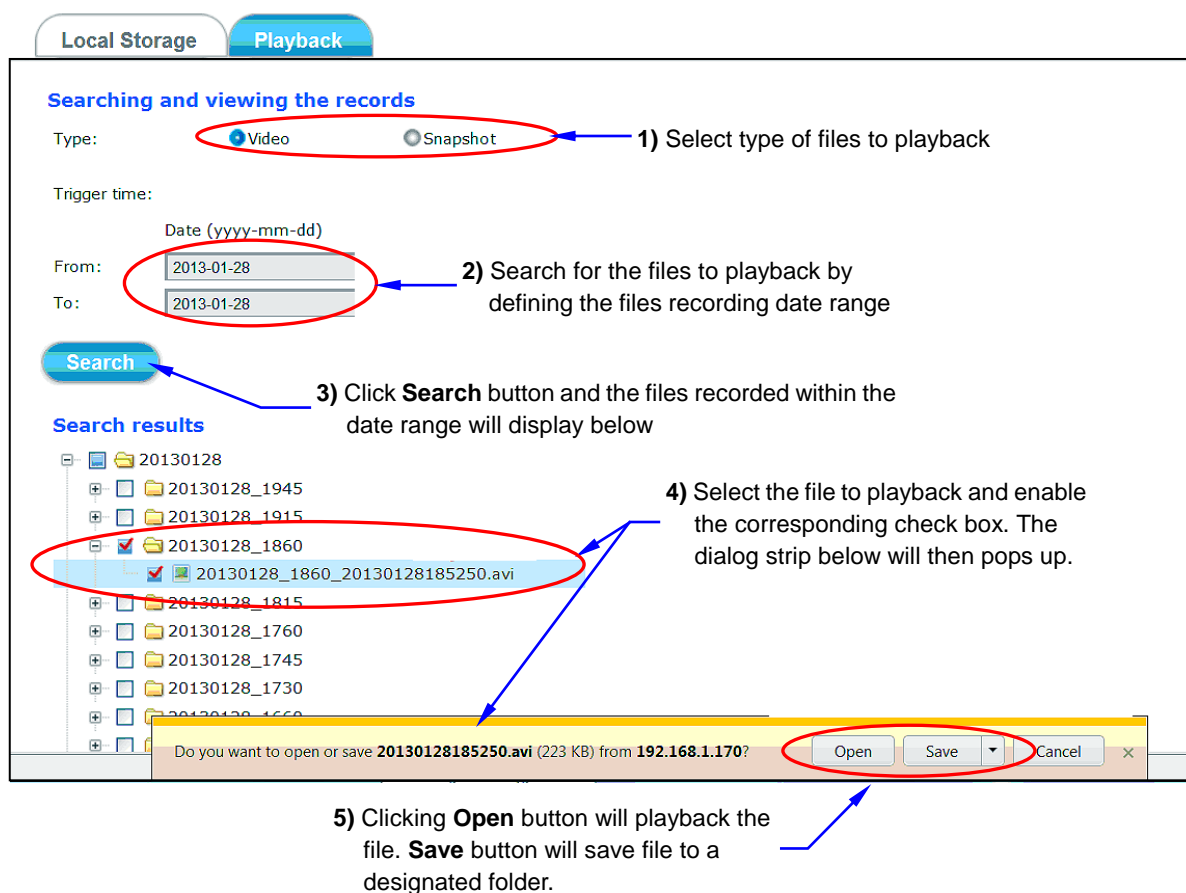 Local Storage
Playback
Searching and viewing the records
Type:
Video
Snapshot
1) Select type of files to playback
Trigger time:
Date (yyyy-mm-dd)
From:
2013-01-28
To:
2013-01-28
2) Search for the files to playback by
defining the files recording date range
Search
3) Click Search button and the files recorded within the
date range will display below
Search results
20130128
20130128_1945
20130128_1915
20130128_1860
20130128_1860_20130128185250.avi
20130128_1815
20130128_1760
20130128_1745
20130128_1730
4) Select the file to playback and enable
the corresponding check box. The
dialog strip below will then pops up.
Do you want to open or save 20130128185250.avi (223 KB) from 192.168.1.170?
Open
Save
Cancel
5) Clicking Open button will playback the
file. Save button will save file to a
designated folder.